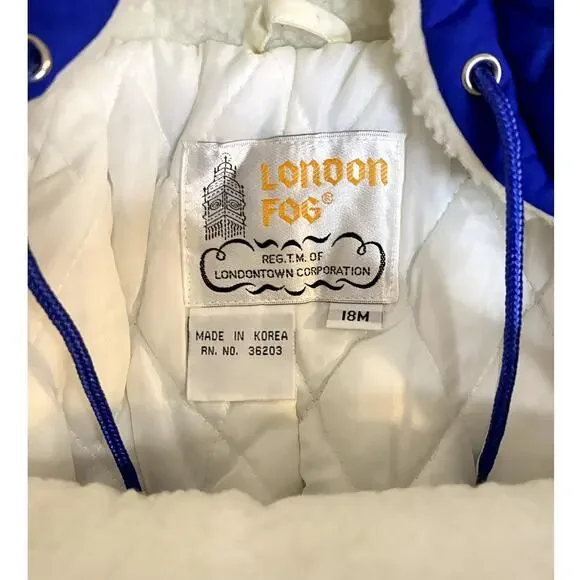 LONDON
FOG®
REG.T.M. OF
LONDONTOWN CORPORATION
18M
MADE IN KOREA
RN. NO. 36203